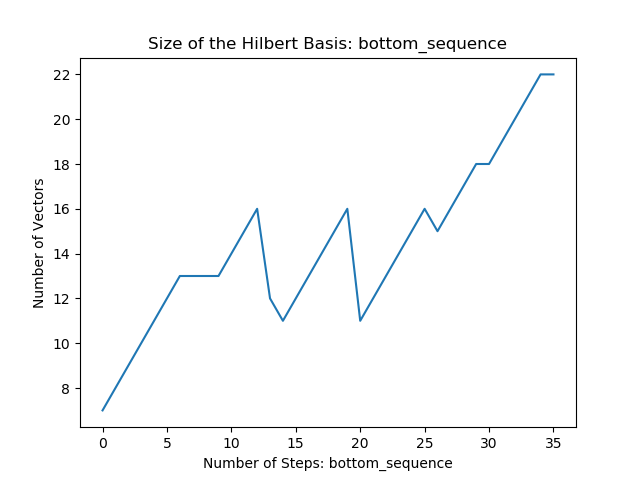 Size of the Hilbert Basis: bottom_sequence
Number of Vectors
22
20
18
16
14
12
10
8
0 5 10 15 20 25 30 35
Number of Steps: bottom_sequence